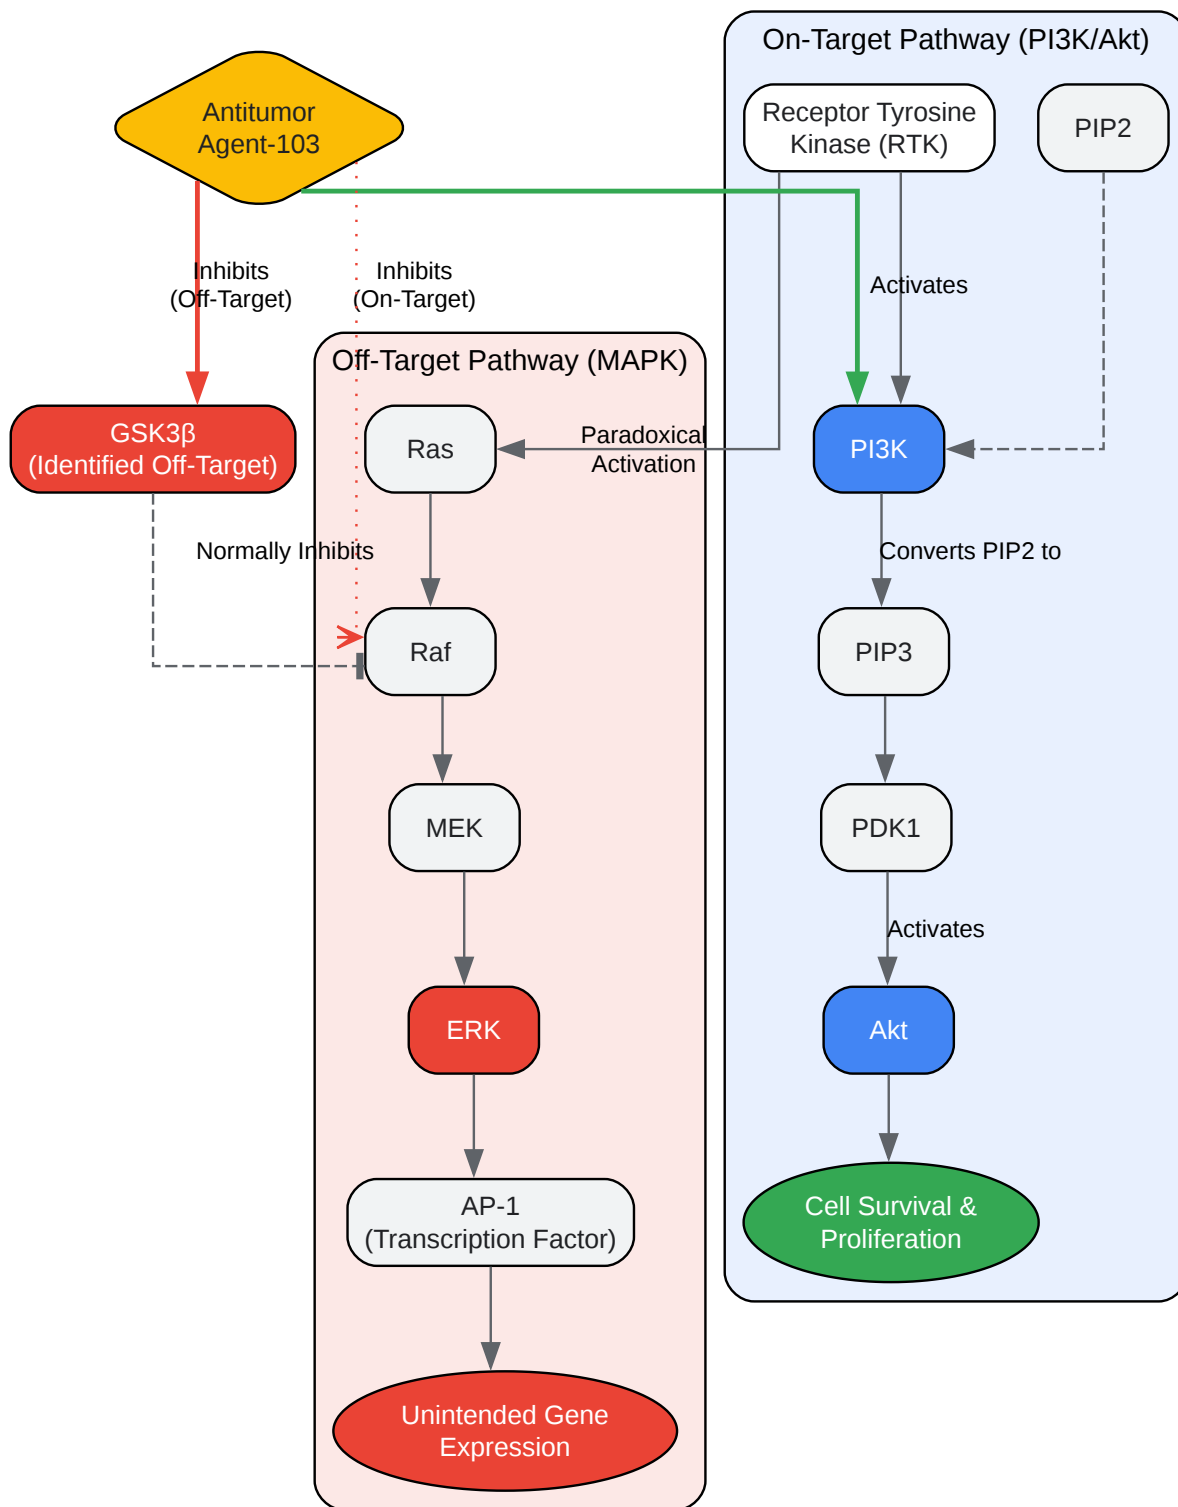 On-Target Pathway (PI3K/Akt)
Antitumor
Agent-103
Receptor Tyrosine
Kinase (RTK)
PIP2
Inhibits
(Off-Target)
Inhibits
(On-Target)
Activates
Off-Target Pathway (MAPK)
GSK3β
(Identified Off-Target)
Ras
Paradoxical
Activation
PI3K
Normally Inhibits
Converts PIP2 to
Raf
PIP3
MEK
PDK1
Activates
ERK
Akt
AP-1
(Transcription Factor)
Cell Survival &
Proliferation
Unintended Gene
Expression